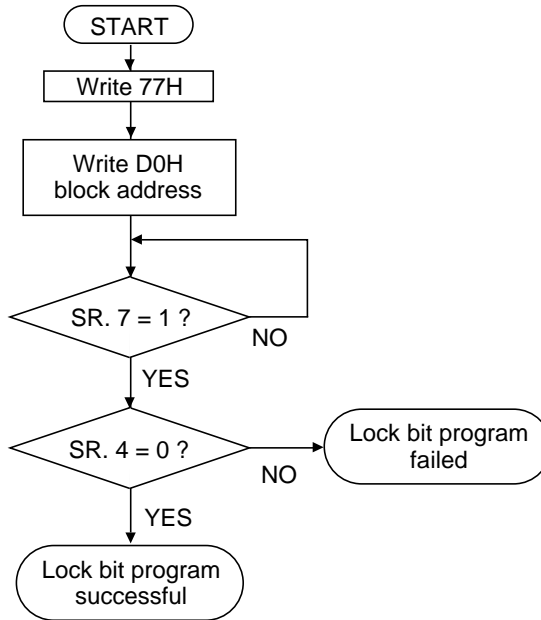 START
Write 77H
Write D0H
block address
SR. 7 = 1 ?
NO
YES
SR. 4 = 0 ?
NO
Lock bit program
failed
YES
Lock bit program
successful